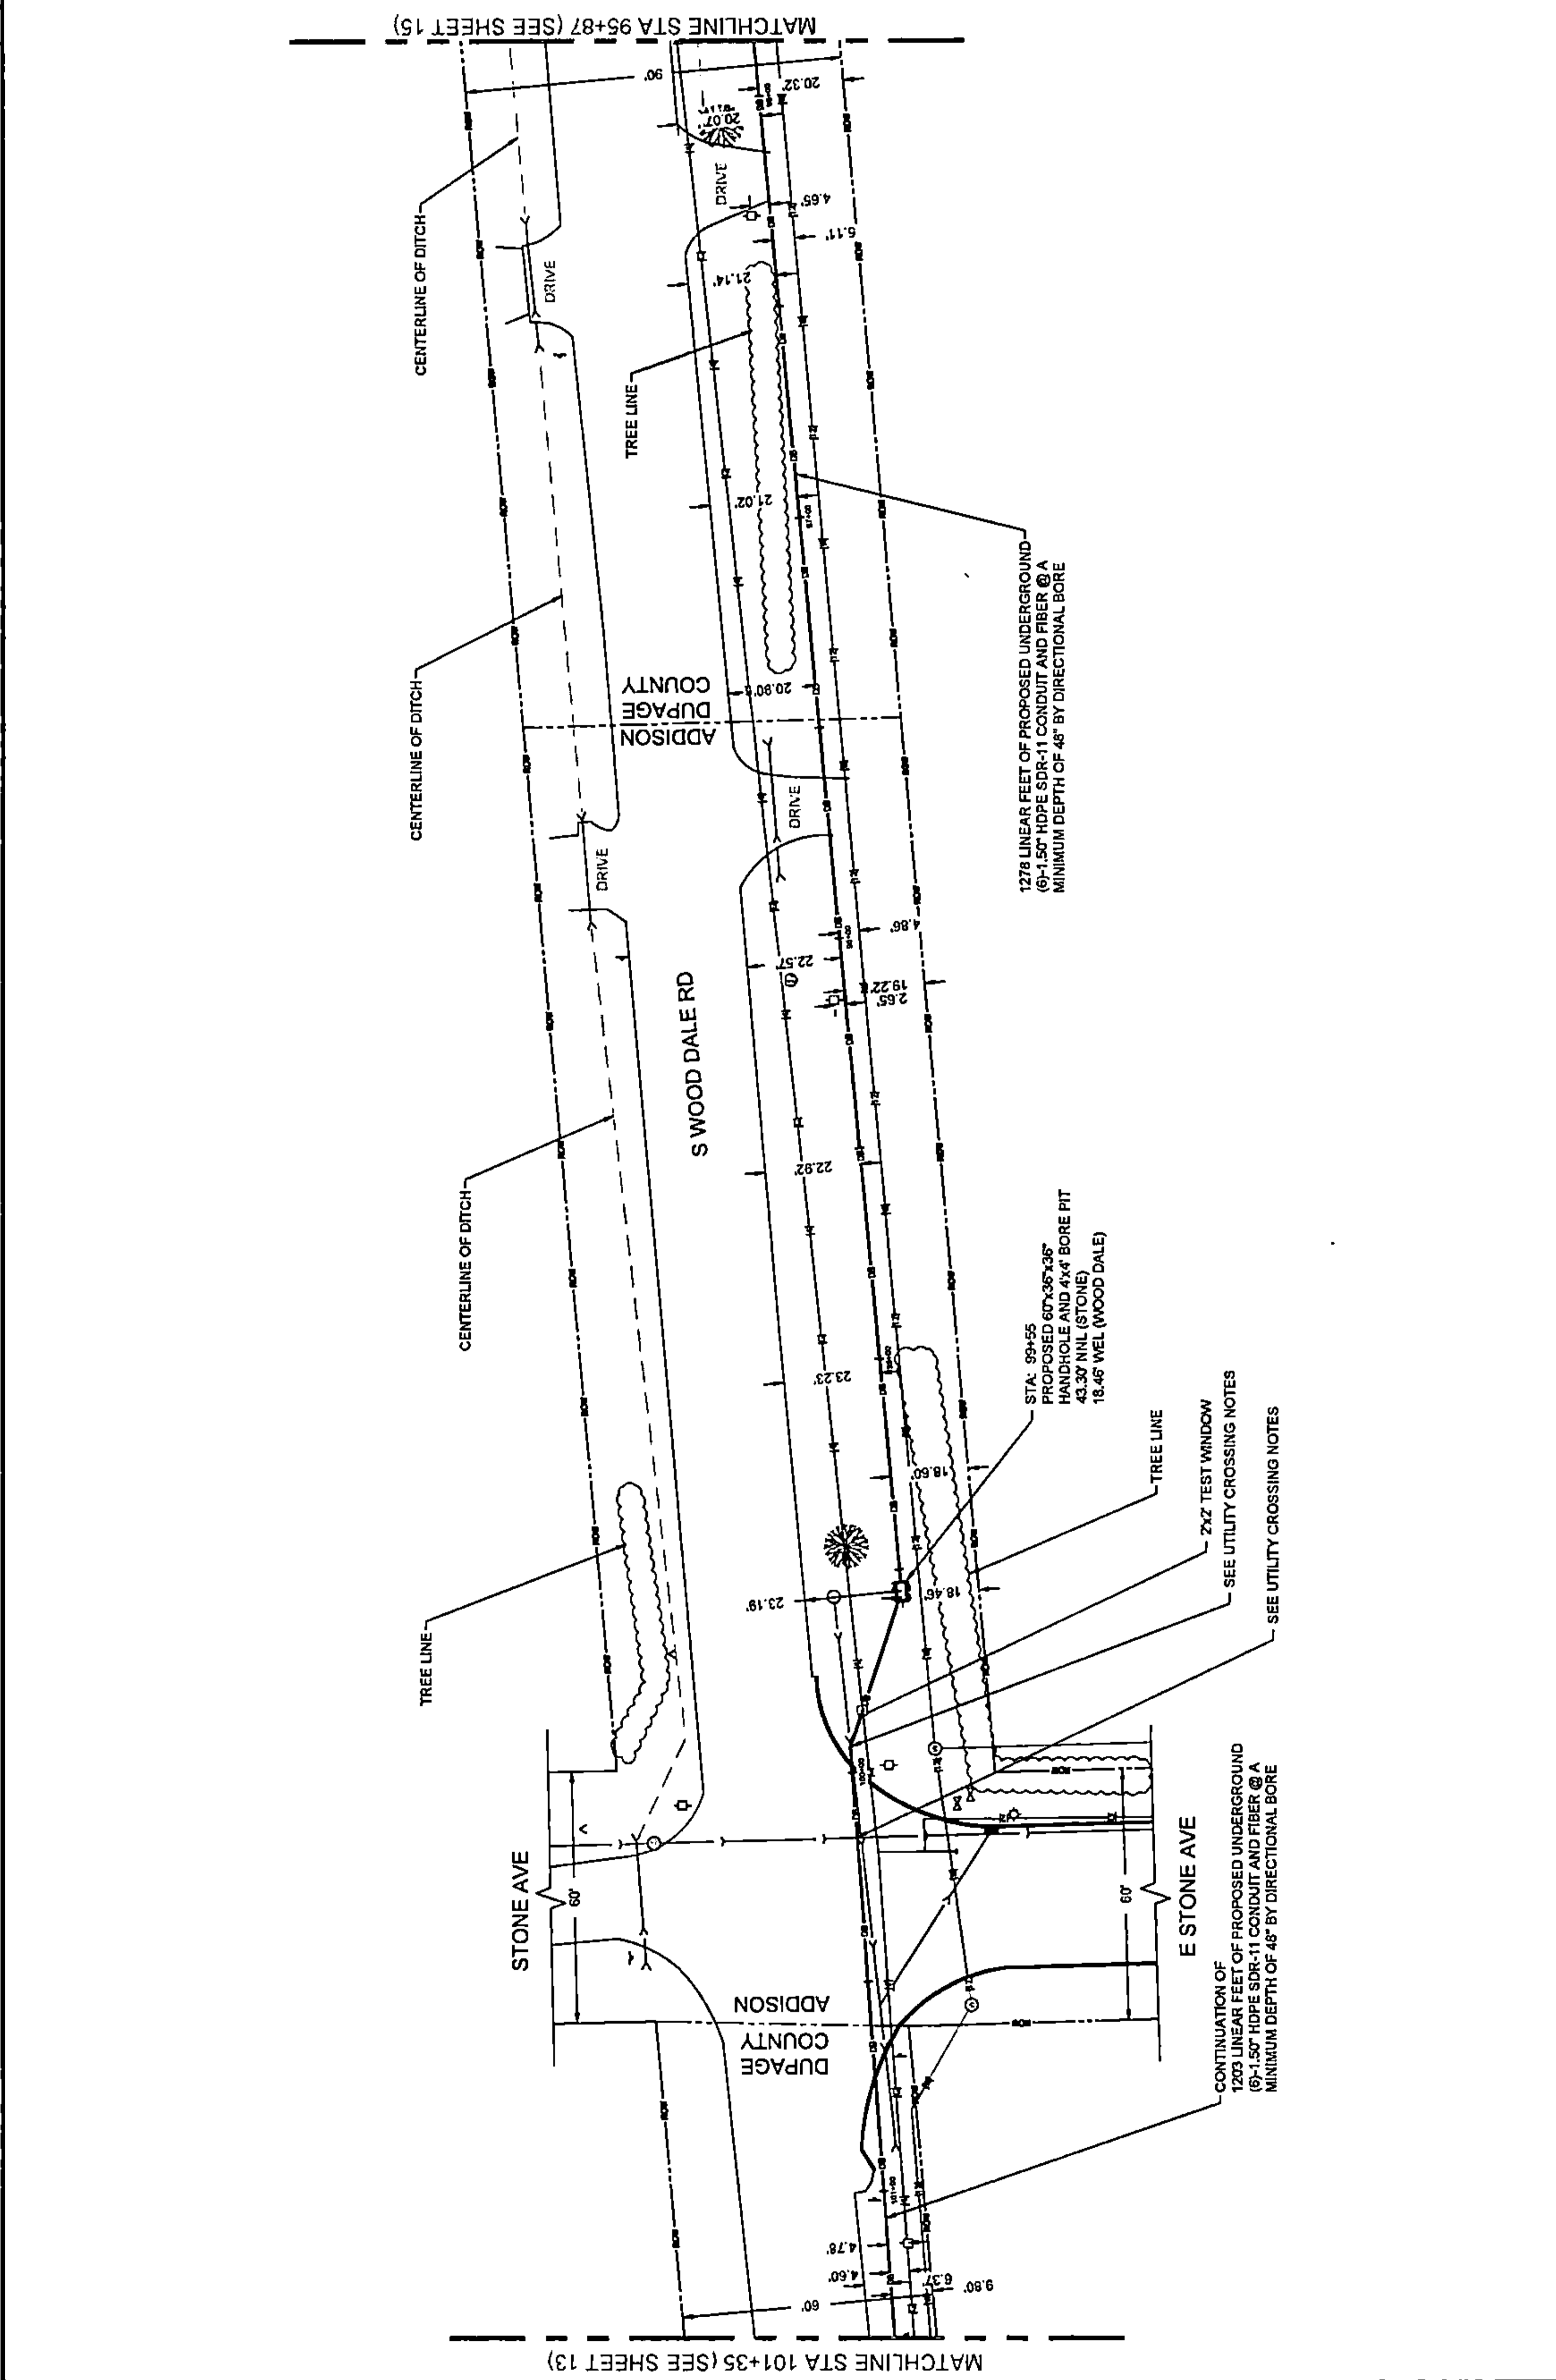 MATCHLINE STA 95+87 (SEE SHEET 15)
90'
20.32'
20.07'
DRIVE
4.65'
5.11'
CENTERLINE OF DITCH
DRIVE
21.14'
TREE LINE
21.02'
97+00
CENTERLINE OF DITCH
20.90'
DUPAGE
COUNTY
ADDISON
DRIVE
DRIVE
1278 LINEAR FEET OF PROPOSED UNDERGROUND
(6)-1.50" HDPE SDR-11 CONDUIT AND FIBER @ A
MINIMUM DEPTH OF 48" BY DIRECTIONAL BORE
4.86'
22.57'
19.22'
2.65'
S WOOD DALE RD
CENTERLINE OF DITCH
22.92'
23.23'
STA: 99+55
PROPOSED 60"x36"x36"
HANDHOLE AND 4'x4' BORE PIT
43.30' NNL (STONE)
18.46' WEL (WOOD DALE)
18.60'
TREE LINE
23.19'
18.46'
2'x2' TEST WINDOW
SEE UTILITY CROSSING NOTES
SEE UTILITY CROSSING NOTES
TREE LINE
100+00
STONE AVE
60'
E STONE AVE
60'
ADDISON
DUPAGE
COUNTY
CONTINUATION OF
1203 LINEAR FEET OF PROPOSED UNDERGROUND
(6)-1.50" HDPE SDR-11 CONDUIT AND FIBER @ A
MINIMUM DEPTH OF 48" BY DIRECTIONAL BORE
101+00
4.78'
4.60'
6.37'
9.80'
60'
MATCHLINE STA 101+35 (SEE SHEET 13)